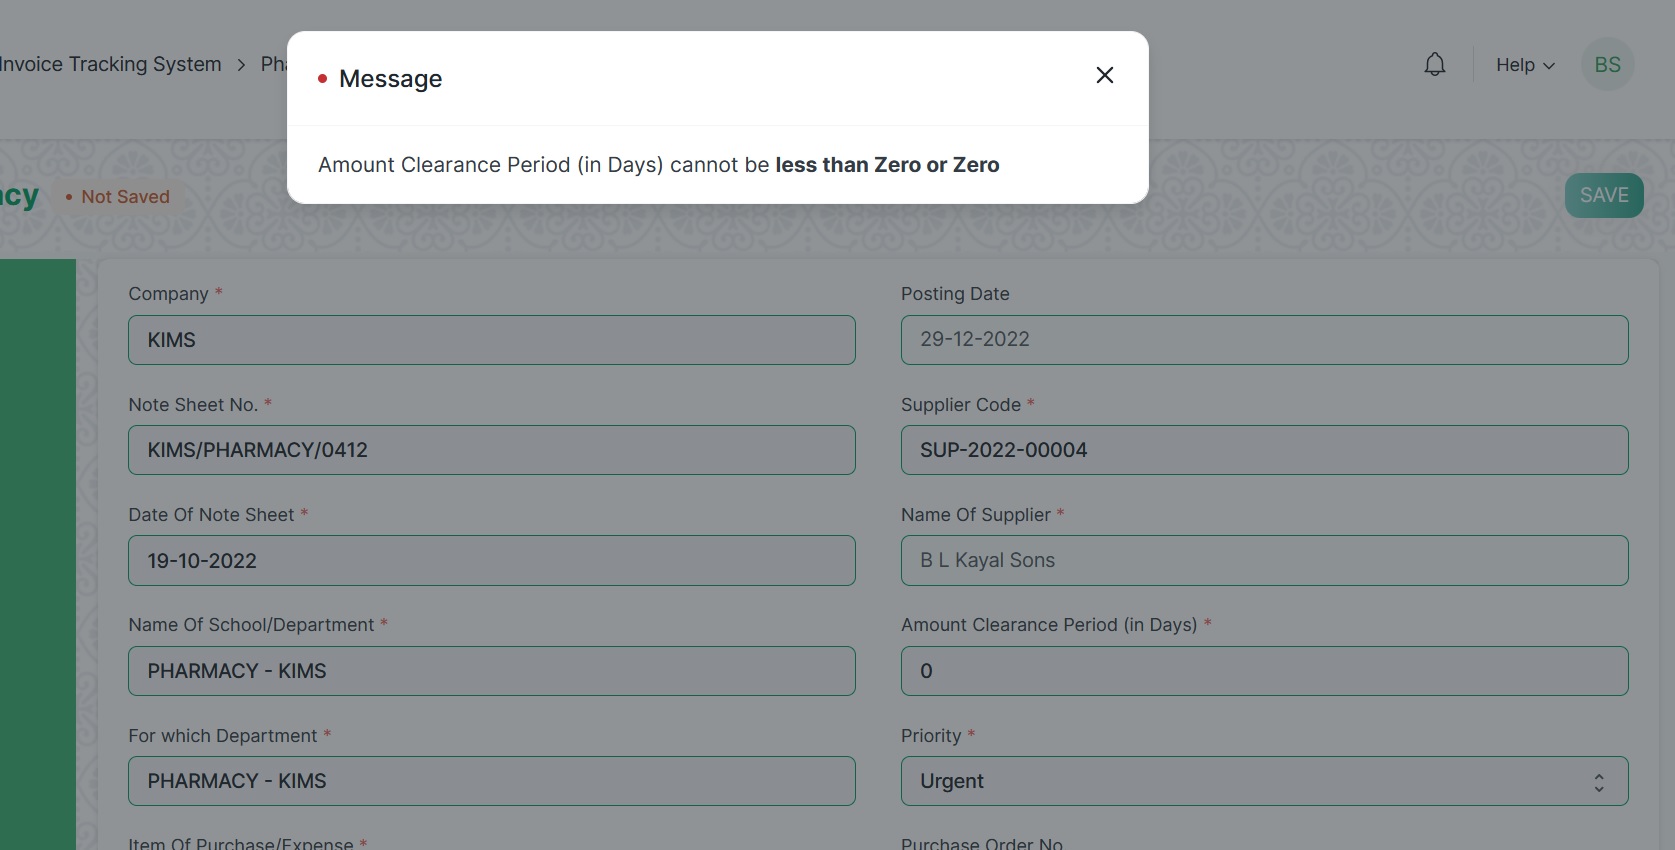 Invoice Tracking System > Pha
Help
BS
Message
Amount Clearance Period (in Days) cannot be less than Zero or Zero
cy
Not Saved
SAVE
Company *
KIMS
Posting Date
29-12-2022
Note Sheet No. *
KIMS/PHARMACY/0412
Supplier Code *
SUP-2022-00004
Date Of Note Sheet *
19-10-2022
Name Of Supplier *
B L Kayal Sons
Name Of School/Department *
PHARMACY - KIMS
Amount Clearance Period (in Days) *
0
For which Department *
PHARMACY - KIMS
Priority *
Urgent
Item Of Purchase/Expense *
Purchase Order No